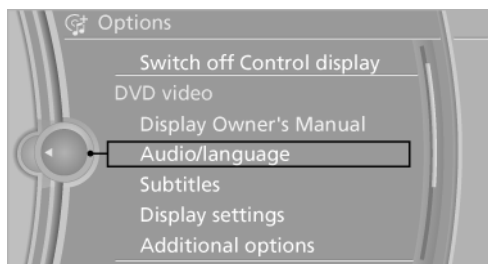 Options
Switch off Control display
DVD video
Display Owner's Manual
Audio/language
Subtitles
Display settings
Additional options